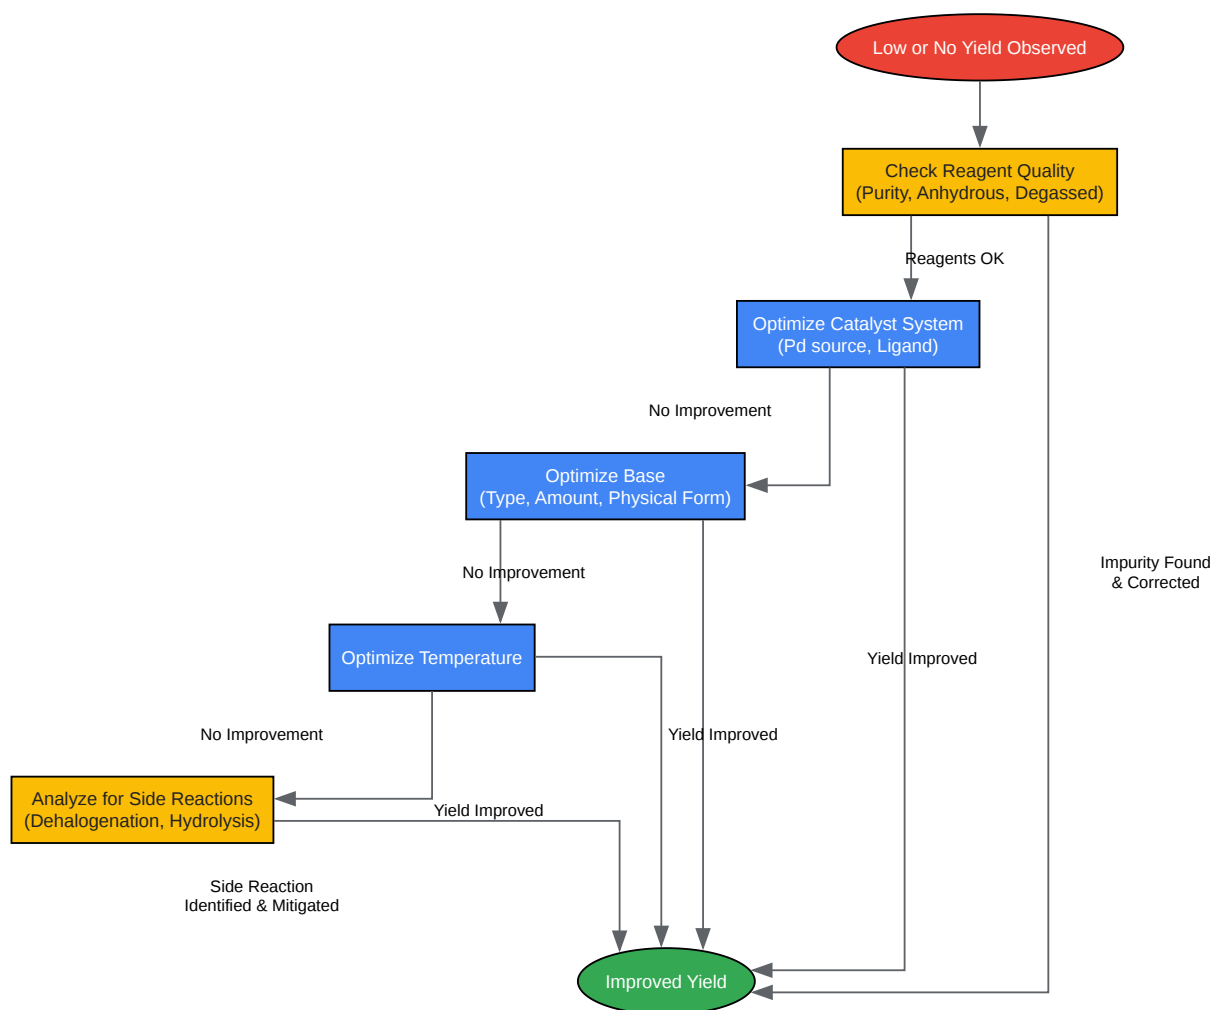 Low or No Yield Observed
Check Reagent Quality
(Purity, Anhydrous, Degassed)
Reagents OK
Optimize Catalyst System
(Pd source, Ligand)
No Improvement
Optimize Base
(Type, Amount, Physical Form)
No Improvement
Impurity Found
& Corrected
Optimize Temperature
Yield Improved
No Improvement
Yield Improved
Analyze for Side Reactions
(Dehalogenation, Hydrolysis)
Yield Improved
Side Reaction
Identified & Mitigated
Improved Yield